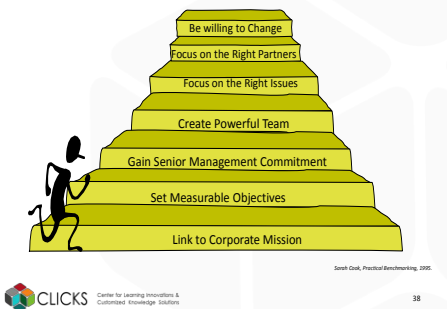 Be willing to Change
Focus on the Right Partners
Focus on the Right Issues
Create Powerful Team
Gain Senior Management Commitment
Set Measurable Objectives
Link to Corporate Mission
Sarah Cook, Practical Benchmarking, 1995.
CLICKS
Center for Learning Innovations &
Customized Knowledge Solutions
38